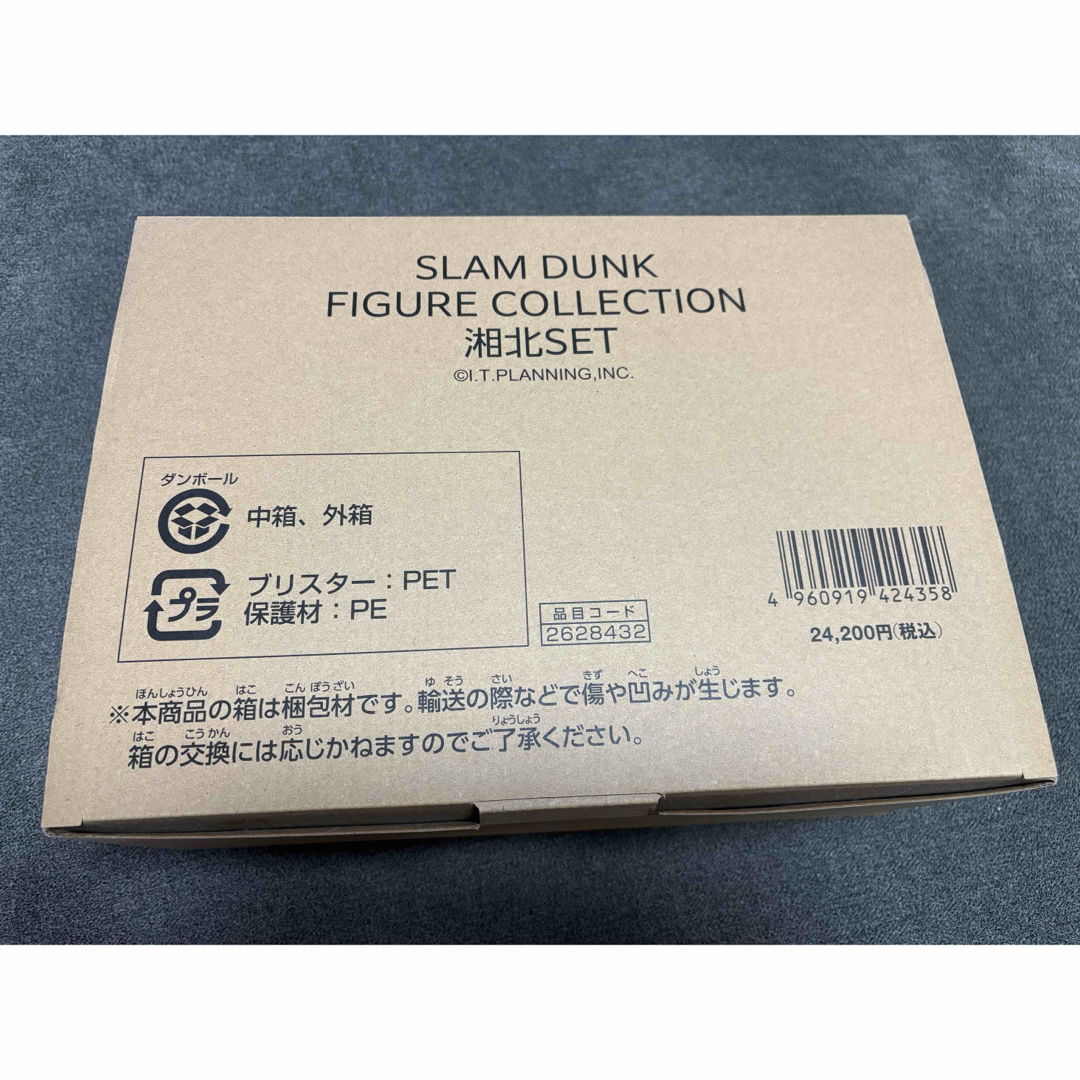 SLAM DUNK
FIGURE COLLECTION
湘北SET
©I.T.PLANNING,INC.
ダンボール
中箱、外箱
プラ
ブリスター：PET
保護材：PE
品目コード
2628432
4 960919 424358
24,200円(税込)
ほんしょうひん はこ こんぽうざい ゆそう さい きず へこ しょう
※本商品の箱は梱包材です。輸送の際などで傷や凹みが生じます。
はこ こうかん おう りょうしょう
箱の交換には応じかねますのでご了承ください。